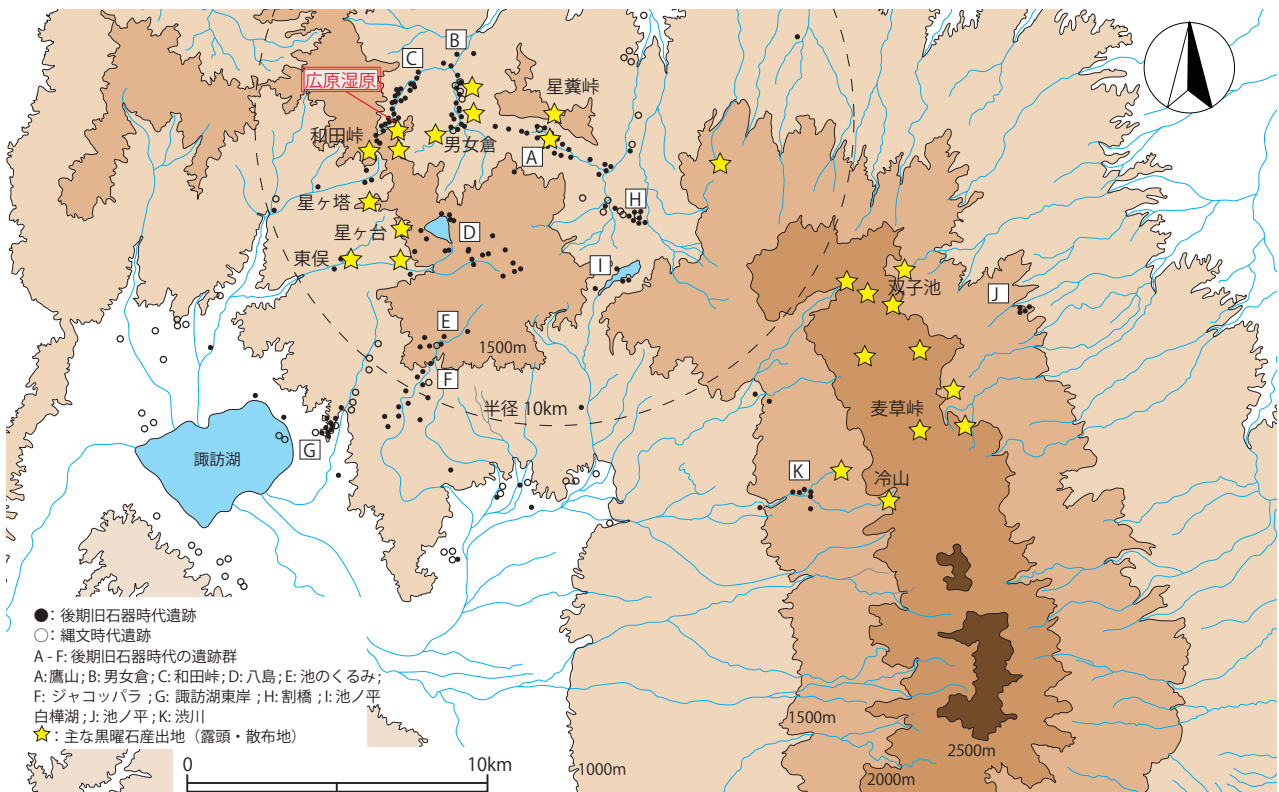 B
C
広原湿原
星糞峠
和田峠
男女倉
A
H
星ヶ塔
星ヶ台
D
東俣
I
双子池
J
E
1500m
F
半径 10km
麦草峠
G
諏訪湖
K
冷山
●: 後期旧石器時代遺跡
○: 縄文時代遺跡
A - F: 後期旧石器時代の遺跡群
A: 鷹山 ; B: 男女倉 ; C: 和田峠 ; D: 八島 ; E: 池のくるみ ;
F: ジャコッパラ ; G: 諏訪湖東岸 ; H: 割橋 ; I: 池ノ平
白樺湖 ; J: 池ノ平 ; K: 渋川
: 主な黒曜石産出地（露頭・散布地）
0
10km
1000m
1500m
2000m
2500m